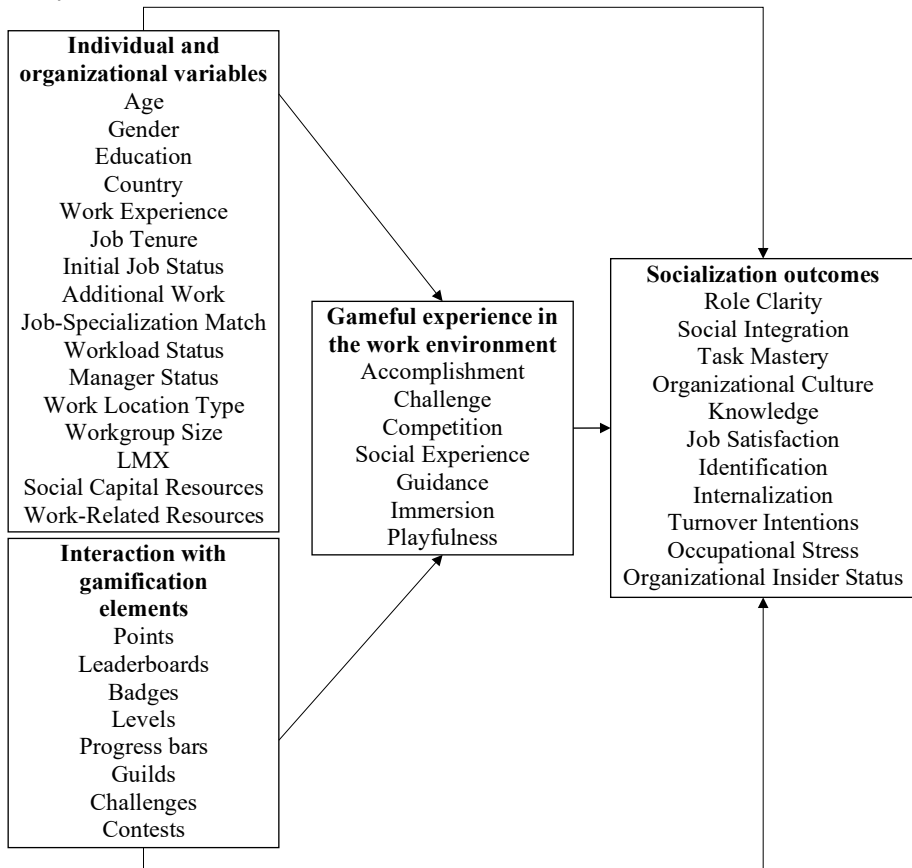 Individual and
organizational variables
Age
Gender
Education
Country
Work Experience
Job Tenure
Initial Job Status
Additional Work
Job-Specialization Match
Workload Status
Manager Status
Work Location Type
Workgroup Size
LMX
Social Capital Resources
Work-Related Resources
Interaction with
gamification
elements
Points
Leaderboards
Badges
Levels
Progress bars
Guilds
Challenges
Contests
Gameful experience in
the work environment
Accomplishment
Challenge
Competition
Social Experience
Guidance
Immersion
Playfulness
Socialization outcomes
Role Clarity
Social Integration
Task Mastery
Organizational Culture
Knowledge
Job Satisfaction
Identification
Internalization
Turnover Intentions
Occupational Stress
Organizational Insider Status